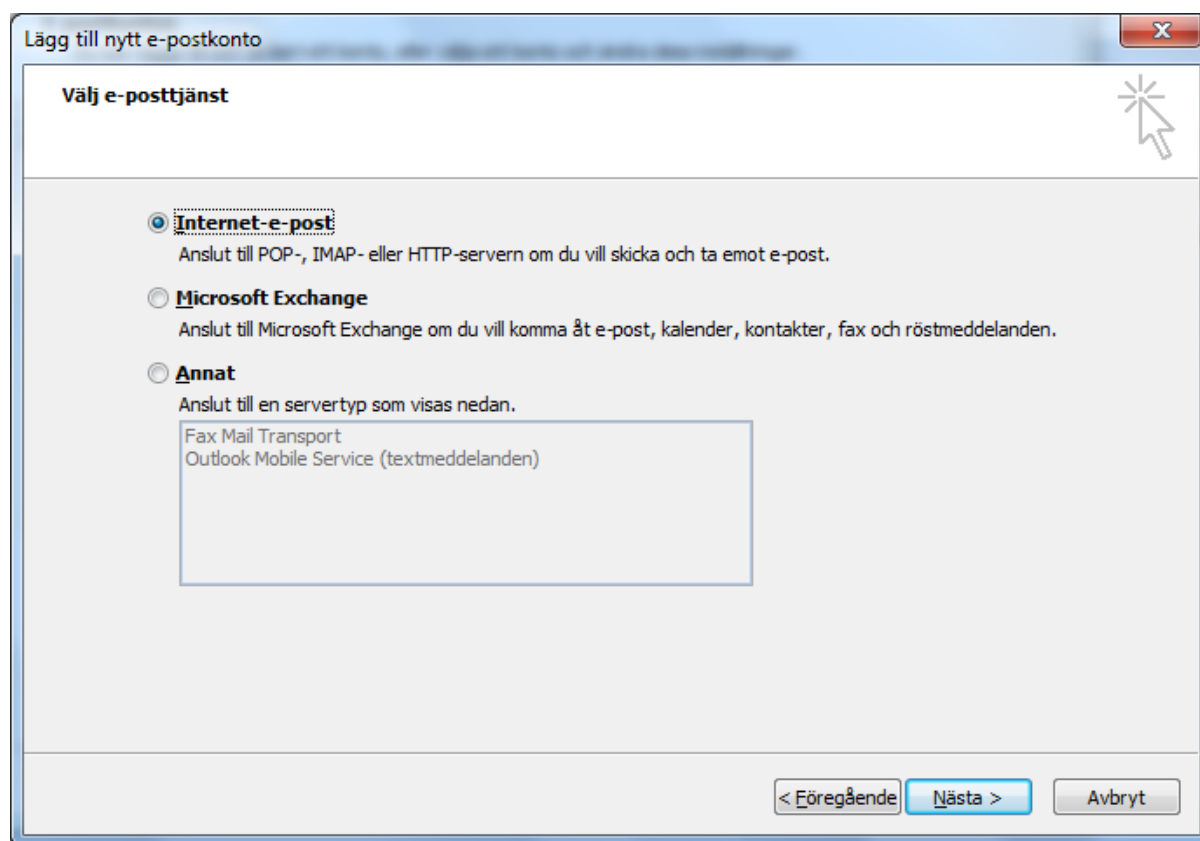 Lägg till nytt e-postkonto
Välj e-posttjänst
Internet-e-post
Anslut till POP-, IMAP- eller HTTP-servern om du vill skicka och ta emot e-post.
Microsoft Exchange
Anslut till Microsoft Exchange om du vill komma åt e-post, kalender, kontakter, fax och röstmeddelanden.
Annat
Anslut till en servertyp som visas nedan.
Fax Mail Transport
Outlook Mobile Service (textmeddelanden)
< Föregående Nästa > Avbryt